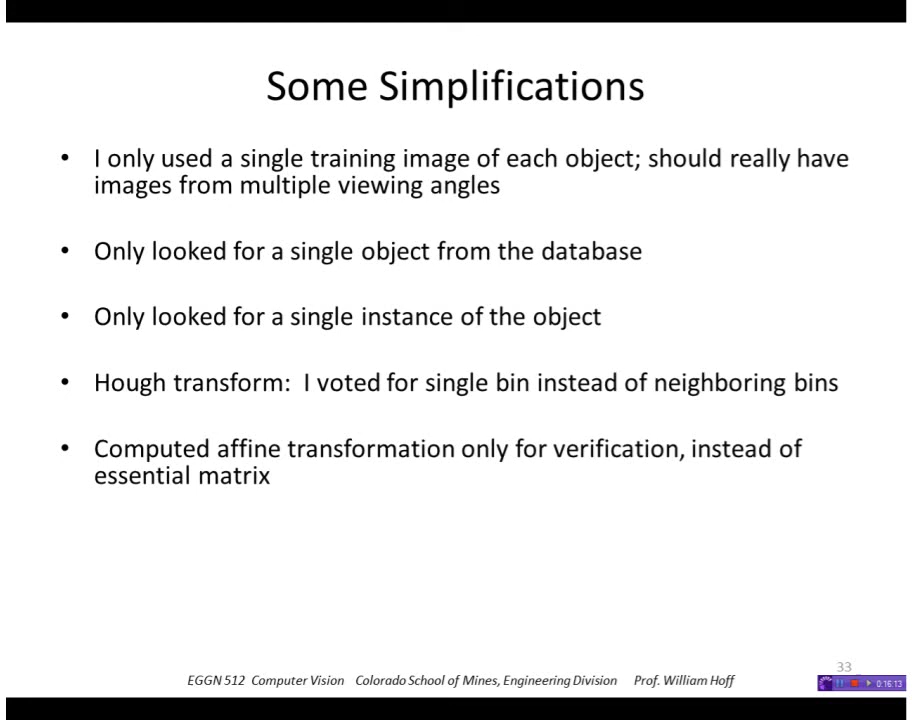 Some Simplifications
• I only used a single training image of each object; should really have
images from multiple viewing angles
• Only looked for a single object from the database
• Only looked for a single instance of the object
• Hough transform:  I voted for single bin instead of neighboring bins
• Computed affine transformation only for verification, instead of
essential matrix
33
EGGN 512  Computer Vision    Colorado School of Mines, Engineering Division    Prof. William Hoff
0:16:13